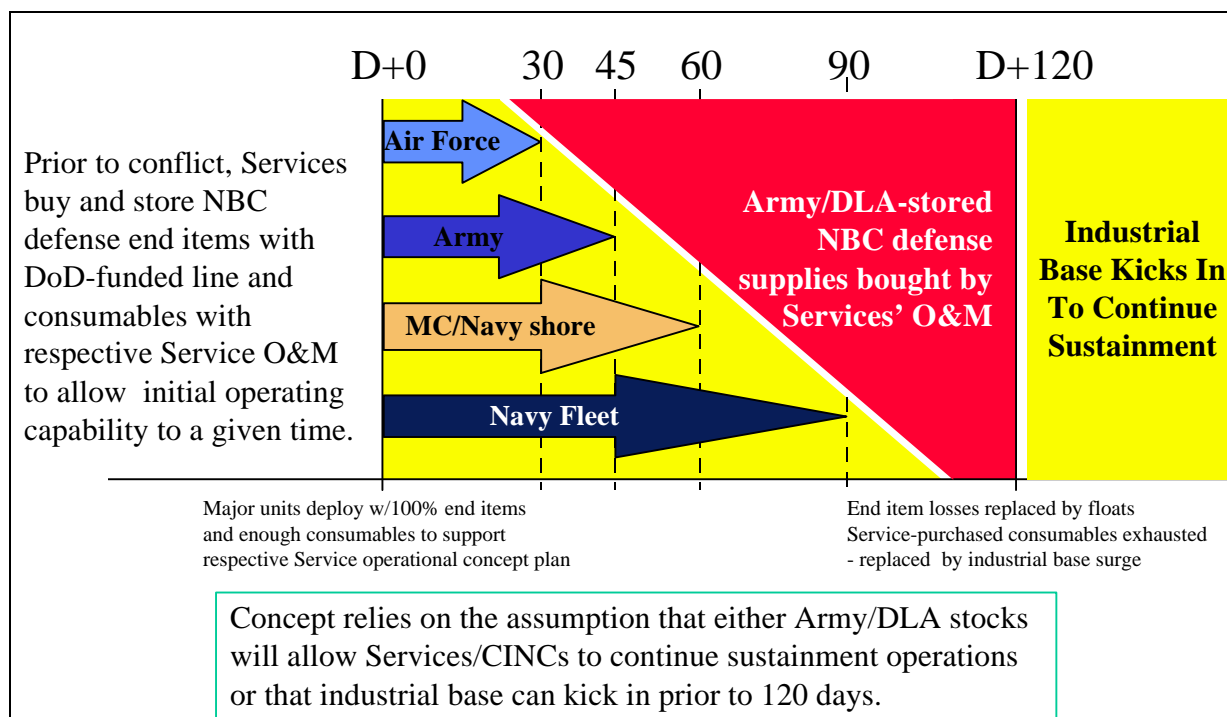 D+0 30 45 60 90 D+120
Prior to conflict, Services
buy and store NBC
defense end items with
DoD-funded line and
consumables with
respective Service O&M
to allow initial operating
capability to a given time.
Air Force
Army
MC/Navy shore
Navy Fleet
Army/DLA-stored
NBC defense
supplies bought by
Services' O&M
Industrial
Base Kicks In
To Continue
Sustainment
Major units deploy w/100% end items
and enough consumables to support
respective Service operational concept plan
End item losses replaced by floats
Service-purchased consumables exhausted
- replaced by industrial base surge
Concept relies on the assumption that either Army/DLA stocks
will allow Services/CINCs to continue sustainment operations
or that industrial base can kick in prior to 120 days.